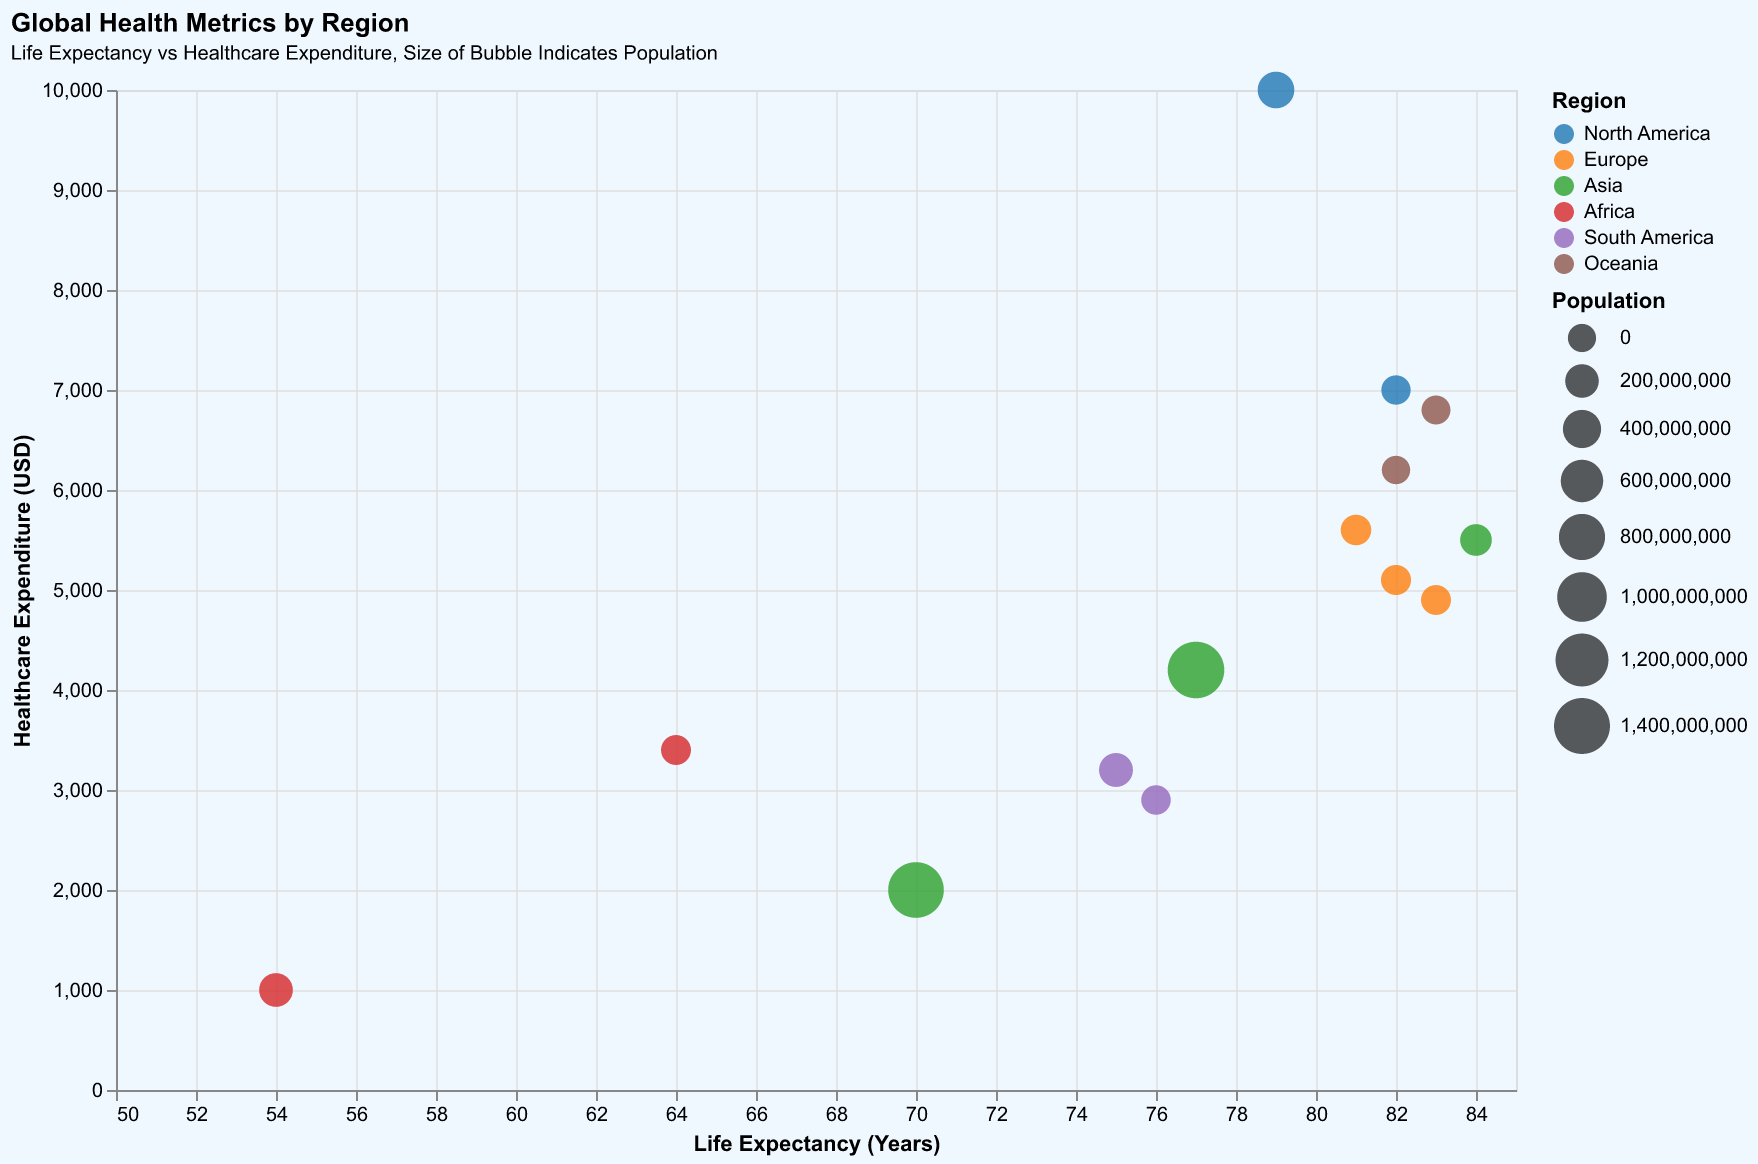 Global Health Metrics by Region
Life Expectancy vs Healthcare Expenditure, Size of Bubble Indicates Population
10,000
9,000
8,000
7,000
6,000
5,000
4,000
3,000
2,000
1,000
0
Healthcare Expenditure (USD)
50 52 54 56 58 60 62 64 66 68 70 72 74 76 78 80 82 84
Life Expectancy (Years)
Region
North America
Europe
Asia
Africa
South America
Oceania
Population
0
200,000,000
400,000,000
600,000,000
800,000,000
1,000,000,000
1,200,000,000
1,400,000,000